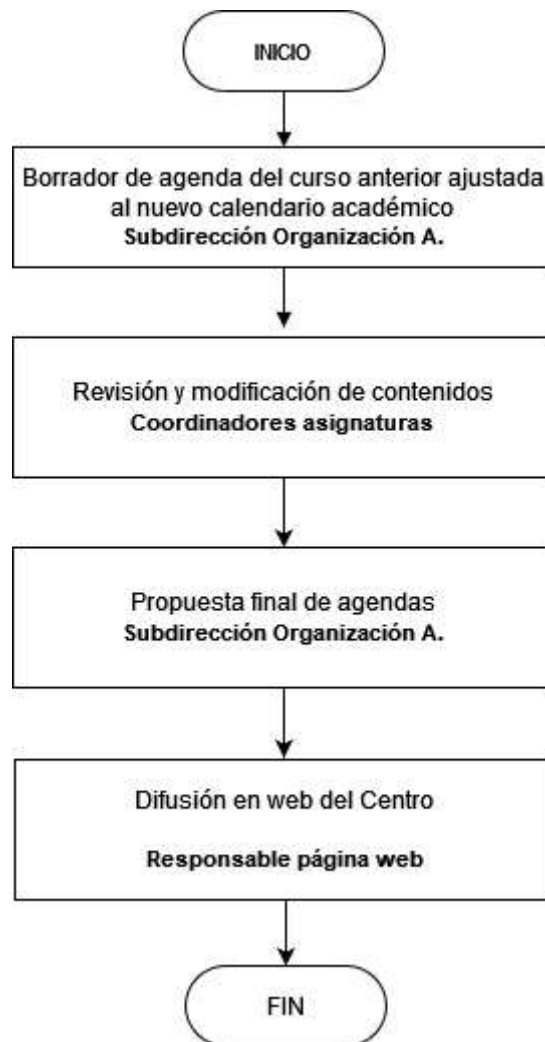 INICIO
Borrador de agenda del curso anterior ajustada
al nuevo calendario académico
Subdirección Organización A.
Revisión y modificación de contenidos
Coordinadores asignaturas
Propuesta final de agendas
Subdirección Organización A.
Difusión en web del Centro
Responsable página web
FIN